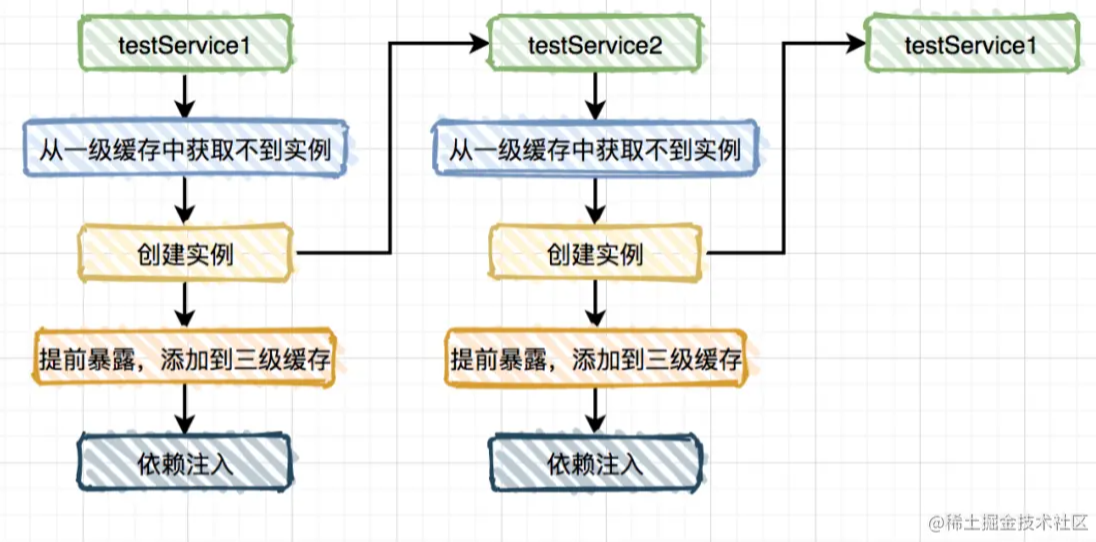 testService1
从一级缓存中获取不到实例
创建实例
提前暴露，添加到三级缓存
依赖注入
testService2
从一级缓存中获取不到实例
创建实例
提前暴露，添加到三级缓存
依赖注入
testService1
@稀土掘金技术社区